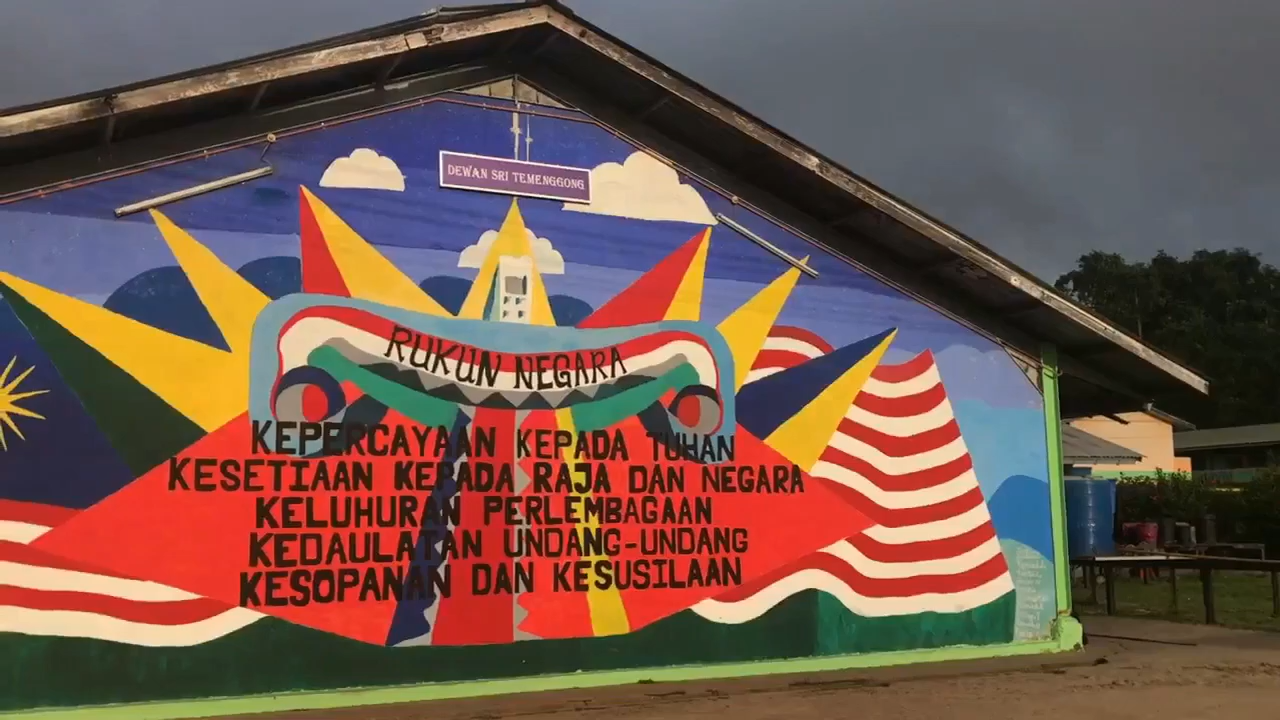 DEWAN SRI TEMENGGONG
RUKUN NEGARA
KEPERCAYAAN KEPADA TUHAN
KESETIAAN KEPADA RAJA DAN NEGARA
KELUHURAN PERLEMBAGAAN
KEDAULATAN UNDANG-UNDANG
KESOPANAN DAN KESUSILAAN